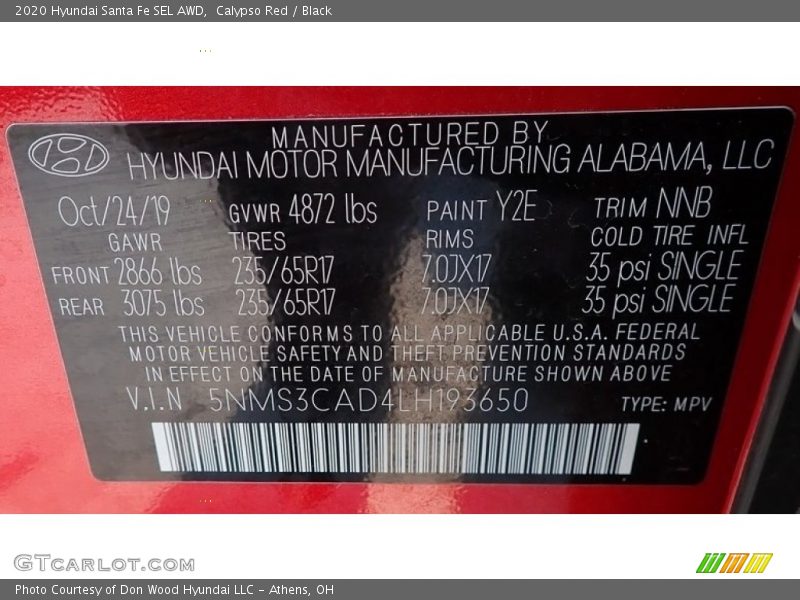 2020 Hyundai Santa Fe SEL AWD,  Calypso Red / Black
MANUFACTURED BY
HYUNDAI MOTOR MANUFACTURING ALABAMA, LLC
Oct/24/19 GVWR 4872 lbs PAINT Y2E TRIM NNB
GAWR TIRES RIMS COLD TIRE INFL
FRONT 2866 lbs 235/65R17 7.0JX17 35 psi SINGLE
REAR 3075 lbs 235/65R17 7.0JX17 35 psi SINGLE
THIS VEHICLE CONFORMS TO ALL APPLICABLE U.S.A. FEDERAL
MOTOR VEHICLE SAFETY AND THEFT PREVENTION STANDARDS
IN EFFECT ON THE DATE OF MANUFACTURE SHOWN ABOVE
V.I.N 5NMS3CAD4LH193650 TYPE: MPV
GTcarlot.com
Photo Courtesy of Don Wood Hyundai LLC - Athens, OH